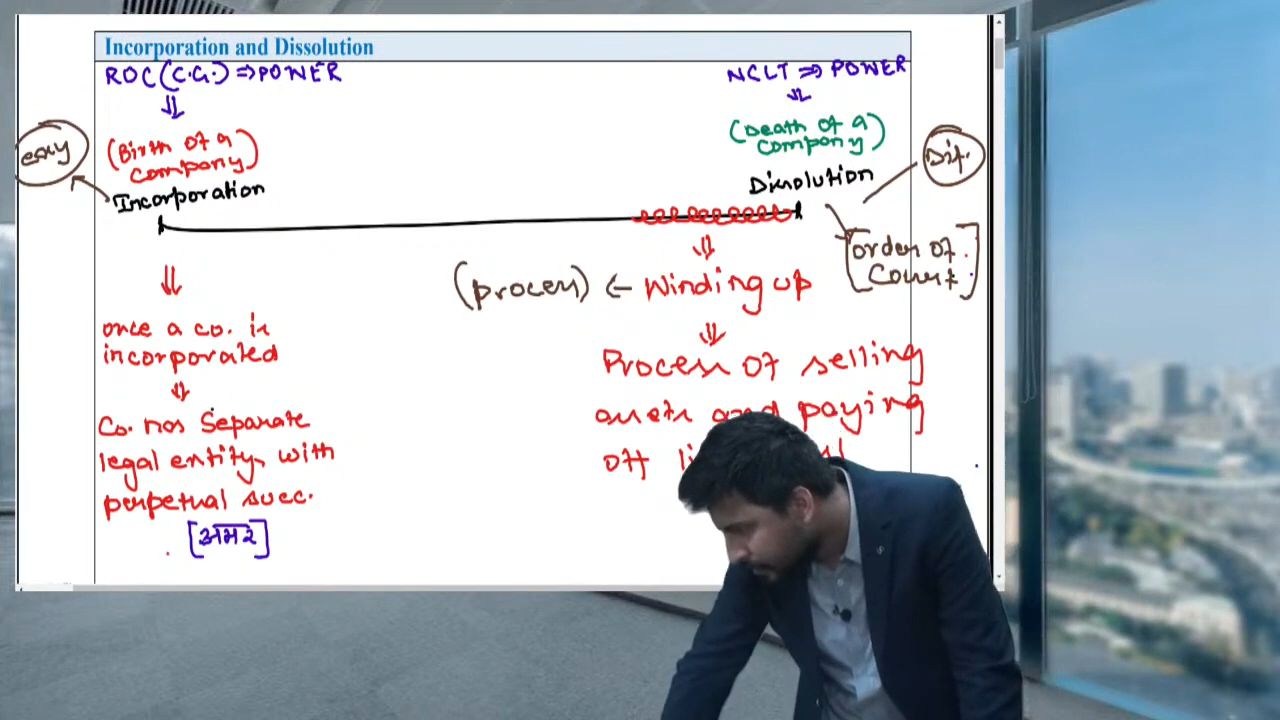 Incorporation and Dissolution
ROC (C.G.) ⇒ POWER
(Birth of a
company)
easy
Incorporation
once a co. is
incorporated
Co. has Separate
legal entity, with
perpetual succ.
[अमर]
NCLT ⇒ POWER
(Death of a
company)
Dissolution
Dif.
[order of
Court]
(process) ← Winding up
Process of selling
assets and paying
off